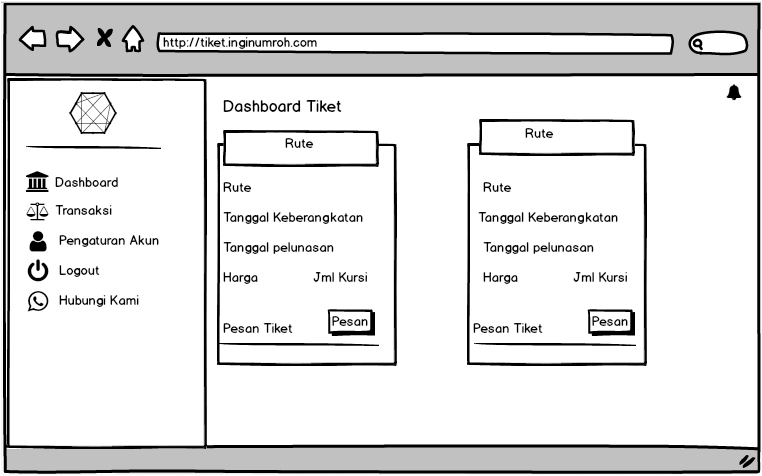 http://tiket.inginumroh.com
Dashboard
Transaksi
Pengaturan Akun
Logout
Hubungi Kami
Dashboard Tiket
Rute
Rute
Tanggal Keberangkatan
Tanggal pelunasan
Harga Jml Kursi
Pesan Tiket Pesan
Rute
Rute
Tanggal Keberangkatan
Tanggal pelunasan
Harga Jml Kursi
Pesan Tiket Pesan